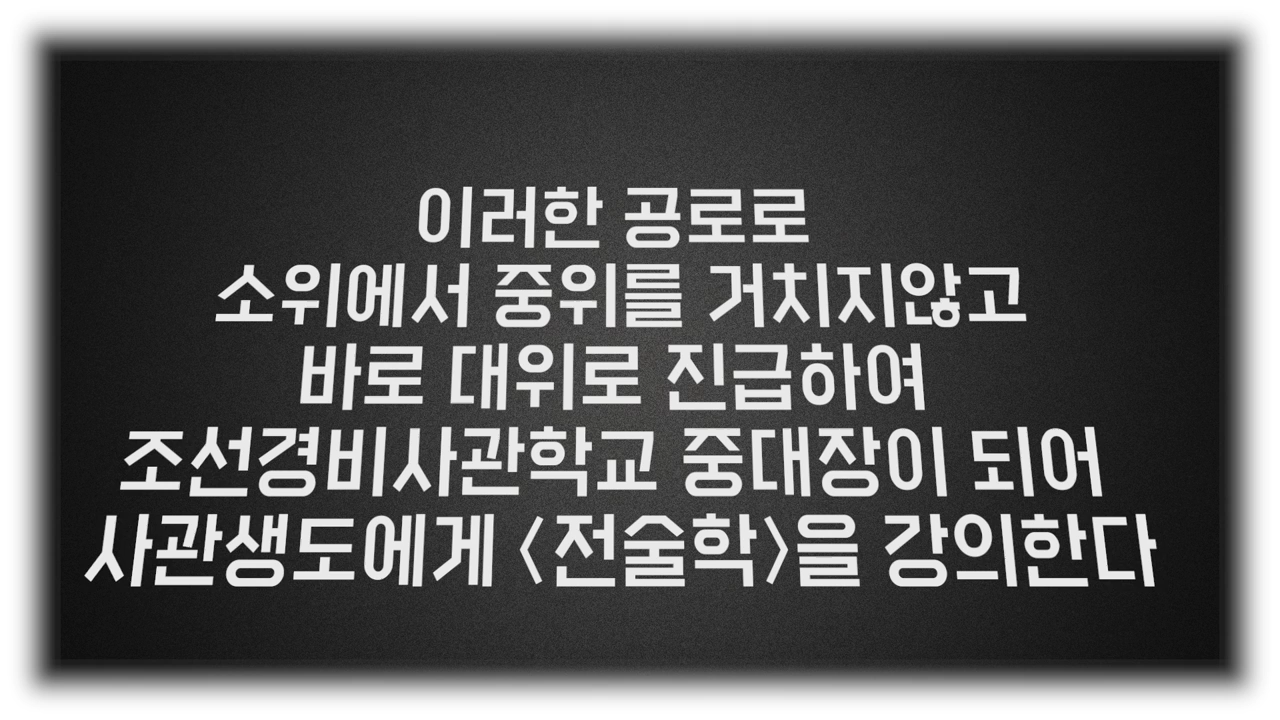 이러한 공로로
소위에서 중위를 거치지않고
바로 대위로 진급하여
조선경비사관학교 중대장이 되어
사관생도에게 <전술학>을 강의한다